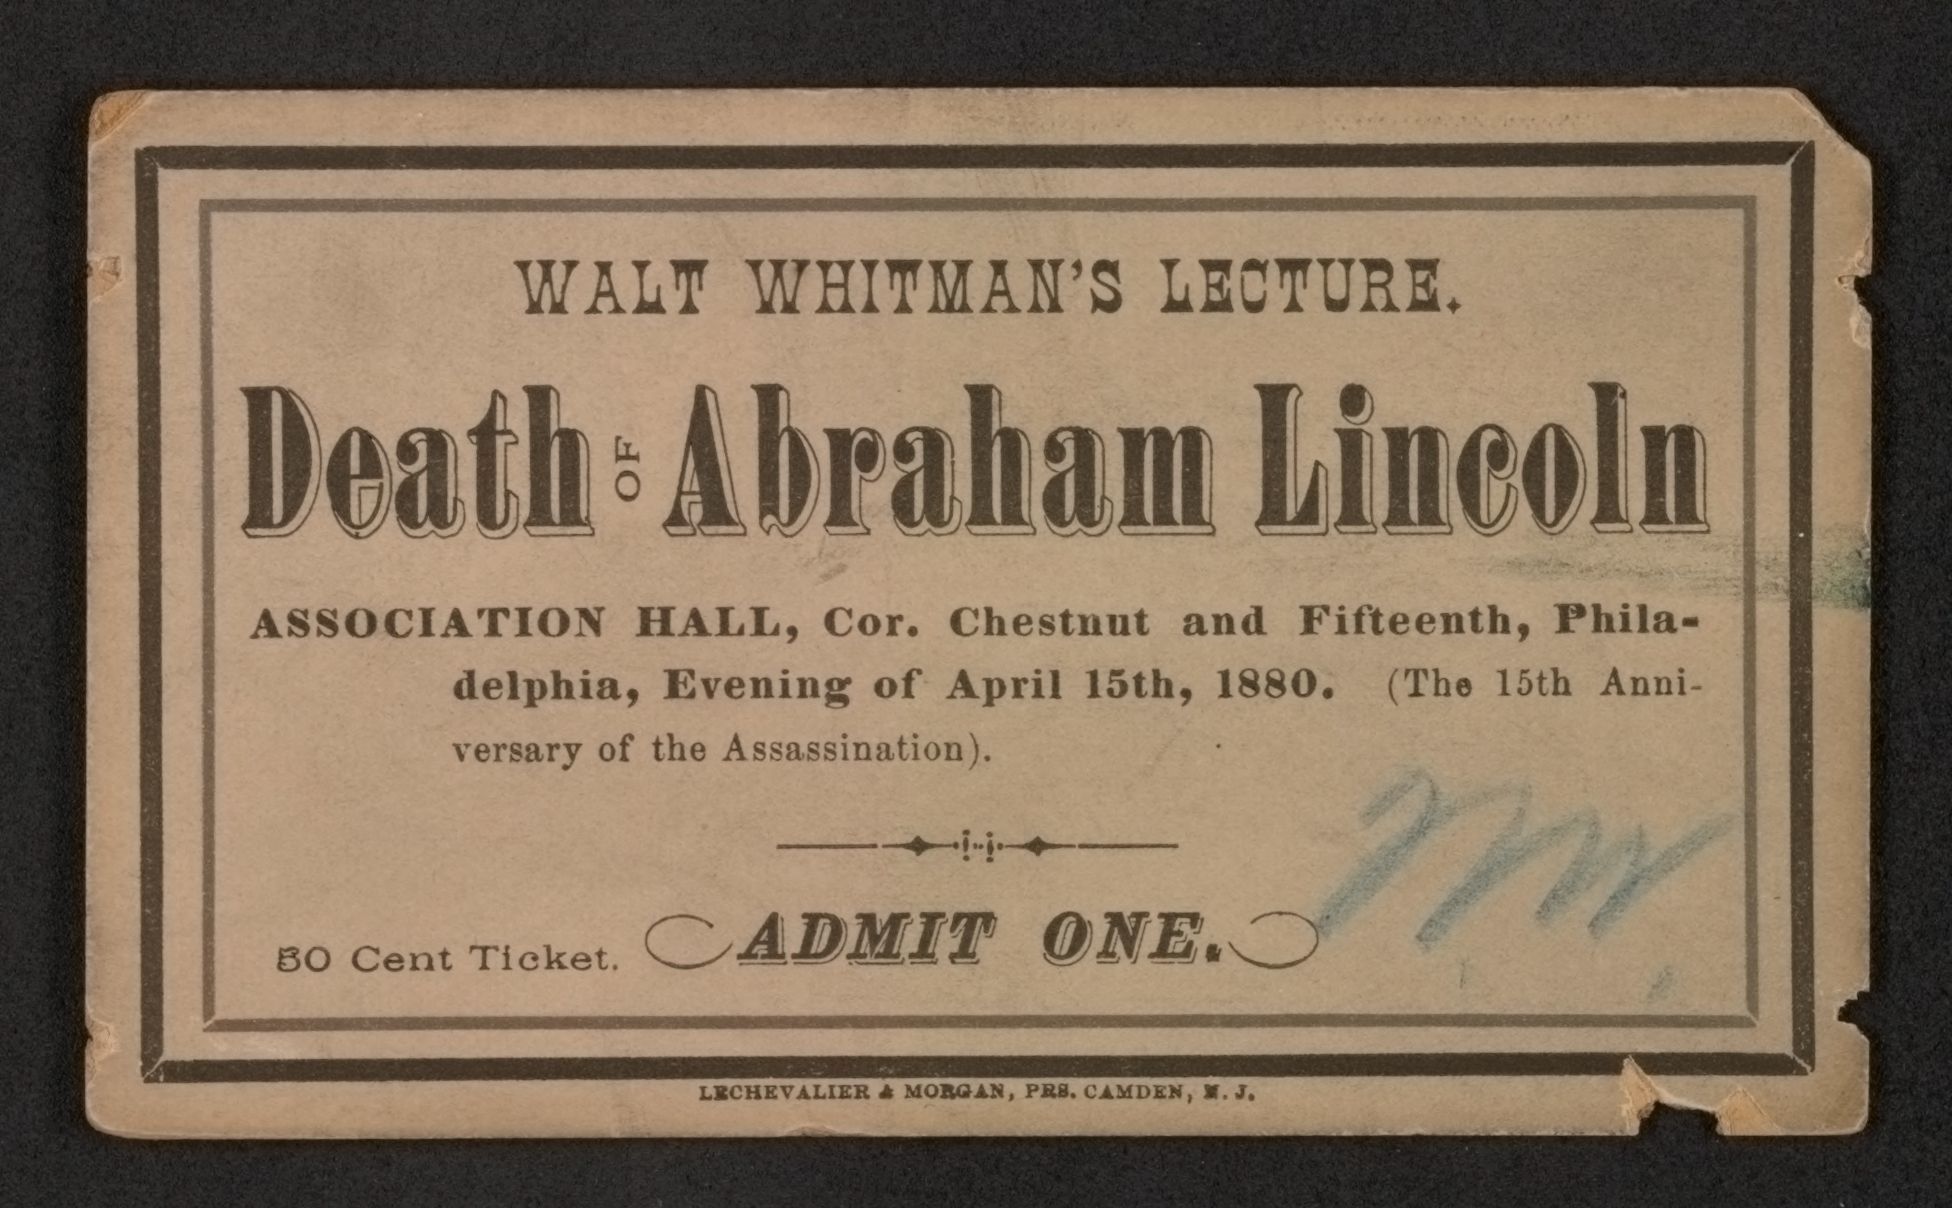 WALT WHITMAN'S LECTURE.
Death OF Abraham Lincoln
ASSOCIATION HALL, Cor. Chestnut and Fifteenth, Phila-
delphia, Evening of April 15th, 1880. (The 15th Anni-
versary of the Assassination).
50 Cent Ticket. ADMIT ONE.
LECHEVALIER & MORGAN, PRS. CAMDEN, N. J.